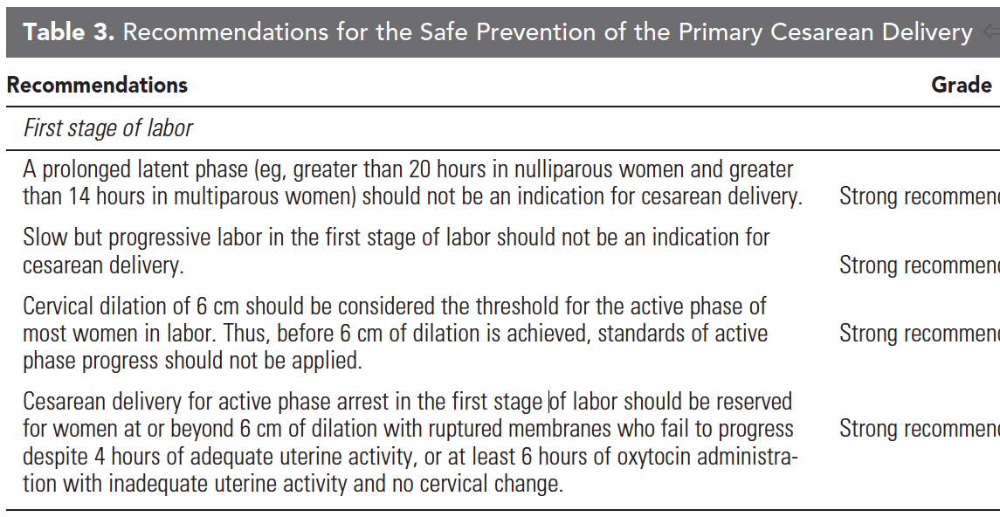 Table 3. Recommendations for the Safe Prevention of the Primary Cesarean Delivery ⇐
Recommendations Grade
First stage of labor
A prolonged latent phase (eg, greater than 20 hours in nulliparous women and greater
than 14 hours in multiparous women) should not be an indication for cesarean delivery. Strong
Slow but progressive labor in the first stage of labor should not be an indication for
cesarean delivery. Strong
Cervical dilation of 6 cm should be considered the threshold for the active phase of
most women in labor. Thus, before 6 cm of dilation is achieved, standards of active Strong
phase progress should not be applied.
Cesarean delivery for active phase arrest in the first stage of labor should be reserved
for women at or beyond 6 cm of dilation with ruptured membranes who fail to progress Strong
despite 4 hours of adequate uterine activity, or at least 6 hours of oxytocin administra-
tion with inadequate uterine activity and no cervical change.